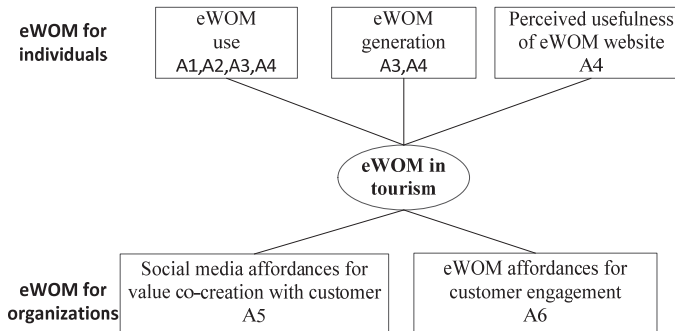 eWOM for
individuals
eWOM
use
A1,A2,A3,A4
eWOM
generation
A3,A4
Perceived usefulness
of eWOM website
A4
eWOM in
tourism
eWOM for
organizations
Social media affordances for
value co-creation with customer
A5
eWOM affordances for
customer engagement
A6